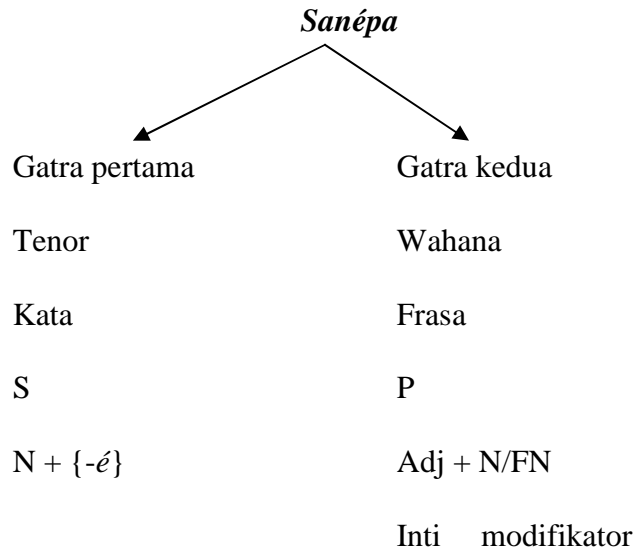 Sanépa
Gatra pertama Gatra kedua
Tenor Wahana
Kata Frasa
S P
N + {-é} Adj + N/FN
Inti modifikator